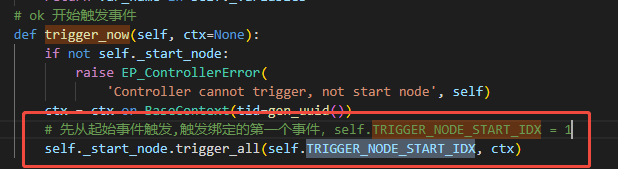 # ok 开始触发事件
def trigger_now(self, ctx=None):
if not self._start_node:
raise EP_ControllerError(
'Controller cannot trigger, not start node', self)
ctx = ctx or BaseContext(tid=gen_uuid())
# 先从起始事件触发,触发绑定的第一个事件, self.TRIGGER_NODE_START_IDX = 1
self._start_node.trigger_all(self.TRIGGER_NODE_START_IDX, ctx)